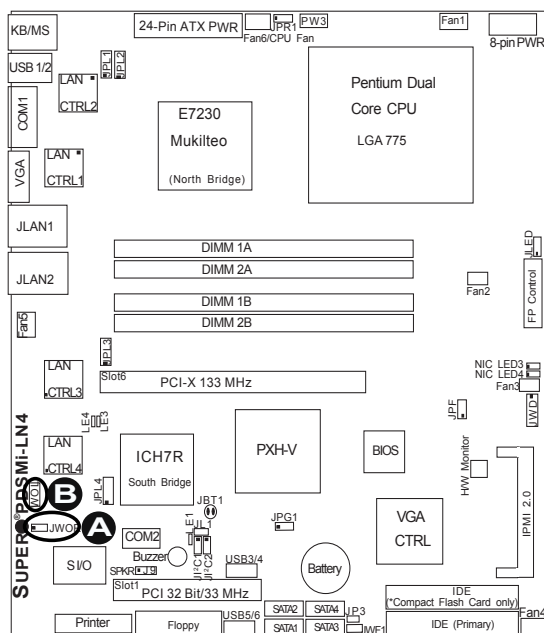 KB/MS
24-Pin ATX PWR
JPR1
PW3
Fan6/CPU Fan
Fan1
8-pin PWR
USB 1/2
JPL1
JPL2
LAN
CTRL2
COM1
LAN
CTRL1
VGA
E7230
Mukilteo
(North Bridge)
Pentium Dual
Core CPU
LGA 775
JLAN1
JLAN2
DIMM 1A
DIMM 2A
DIMM 1B
DIMM 2B
JLED
FP Control
Fan2
Fan5
JPL3
Slot6
PCI-X 133 MHz
NIC LED3
NIC LED4
Fan3
JWD
JPF
LAN
CTRL3
LE4
LE3
LAN
CTRL4
ICH7R
South Bridge
PXH-V
BIOS
H/W Monitor
IPMI 2.0
SUPER ®PDSMi-LN4
WOL
B
JPL4
JBT1
JWOR
A
COM2
LE1
JL1
JPG1
VGA
CTRL
S I/O
Buzzer
JI²C1
JI²C2
USB3/4
Battery
SPKR
J9
Slot1
PCI 32 Bit/33 MHz
SATA2
SATA4
JP3
IDE
(*Compact Flash Card only)
Printer
Floppy
USB5/6
SATA1
SATA3
JWF1
IDE (Primary)
Fan4